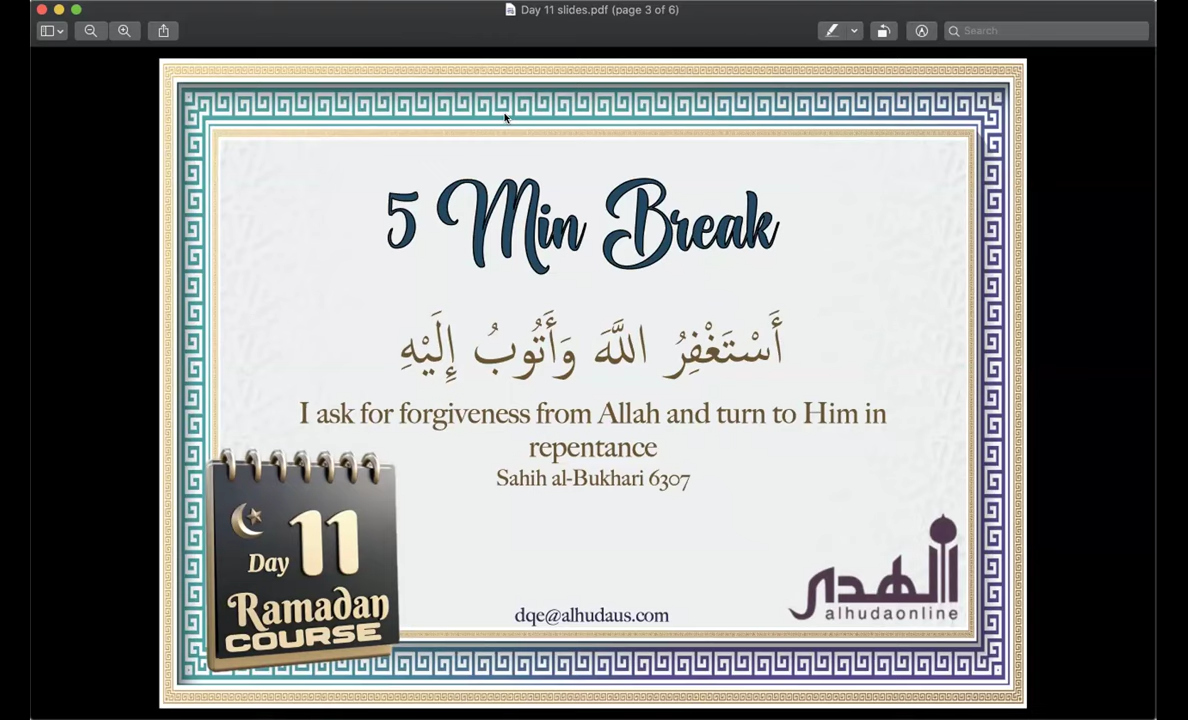 Day 11 slides.pdf (page 3 of 6)
Search
5 Min Break
أَسْتَغْفِرُ اللَّهَ وَأَتُوبُ إِلَيْهِ
I ask for forgiveness from Allah and turn to Him in
repentance
Sahih al-Bukhari 6307
Day 11
Ramadan
COURSE
dqe@alhudaus.com
الهدى
alhudaonline